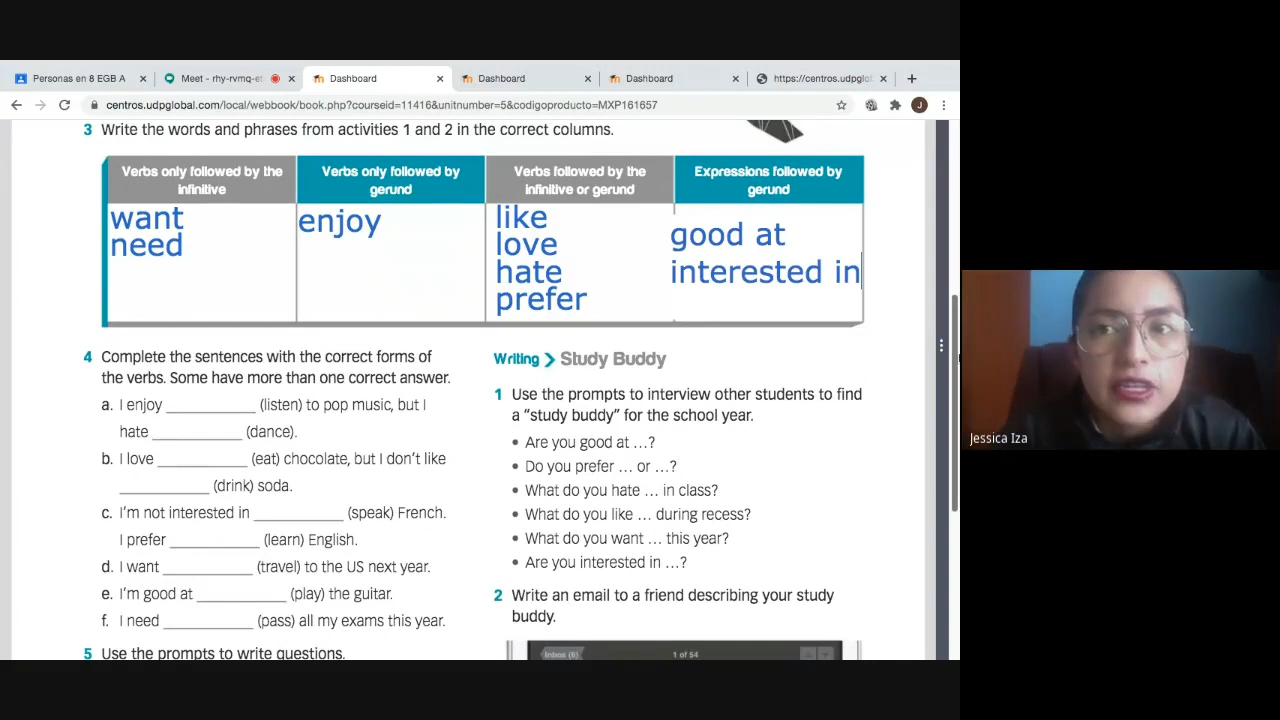 Personas en 8 EGB A
Meet - rhy-rvmq-et
Dashboard
Dashboard
Dashboard
https://centros.udpglol
centros.udpglobal.com/local/webbook/book.php?courseid=11416&unitnumber=5&codigoproducto=MXP161657
J
3 Write the words and phrases from activities 1 and 2 in the correct columns.
Verbs only followed by the
infinitive
Verbs only followed by
gerund
Verbs followed by the
infinitive or gerund
Expressions followed by
gerund
want
need
enjoy
like
love
hate
prefer
good at
interested in
4 Complete the sentences with the correct forms of
the verbs. Some have more than one correct answer.
a. I enjoy ____________ (listen) to pop music, but I
hate ____________ (dance).
b. I love ____________ (eat) chocolate, but I don't like
____________ (drink) soda.
c. I'm not interested in ____________ (speak) French.
I prefer ____________ (learn) English.
d. I want ____________ (travel) to the US next year.
e. I'm good at ____________ (play) the guitar.
f. I need ____________ (pass) all my exams this year.
5 Use the prompts to write questions.
Writing > Study Buddy
1 Use the prompts to interview other students to find
a "study buddy" for the school year.
• Are you good at ...?
• Do you prefer ... or ...?
• What do you hate ... in class?
• What do you like ... during recess?
• What do you want ... this year?
• Are you interested in ...?
2 Write an email to a friend describing your study
buddy.
Inbox (6)
1 of 54
Jessica Iza